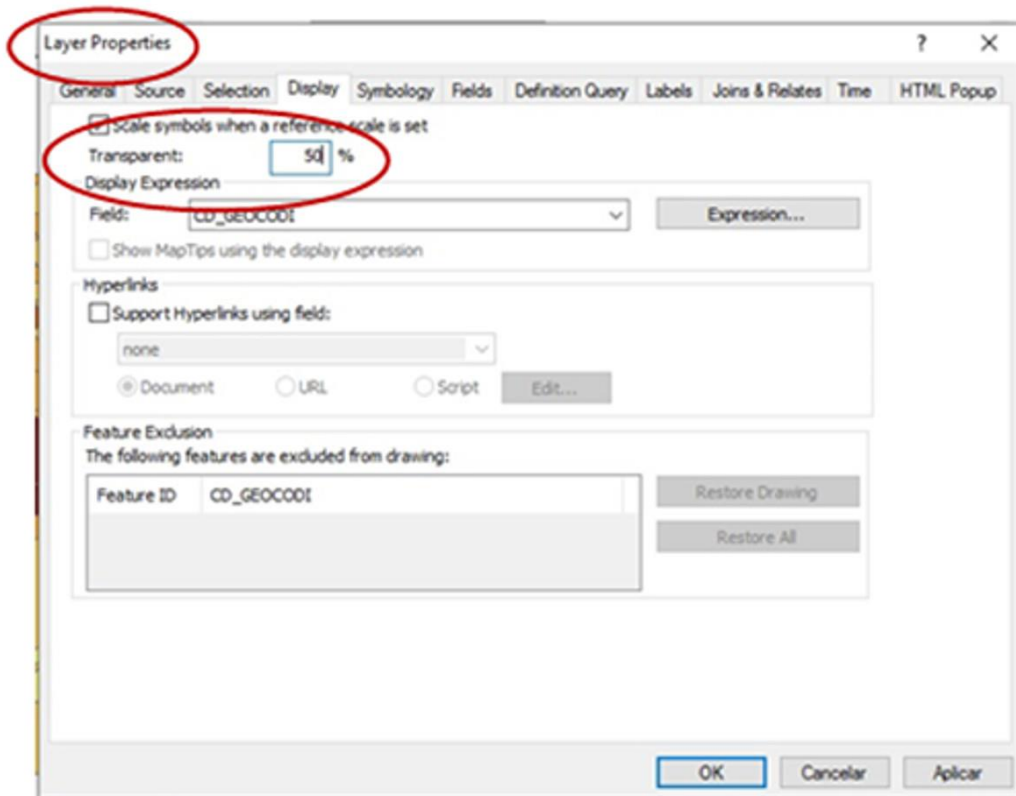 Layer Properties
General Source Selection Display Symbology Fields Definition Query Labels Joins & Relates Time HTML Popup
Scale symbols when a reference scale is set
Transparent: 50 %
Display Expression
Field: CD_GEOCODI Expression...
Show MapTips using the display expression
Hyperlinks
Support Hyperlinks using field:
none
Document URL Script Edit...
Feature Exclusion
The following features are excluded from drawing:
Feature ID CD_GEOCODI
Restore Drawing
Restore All
OK Cancelar Aplicar